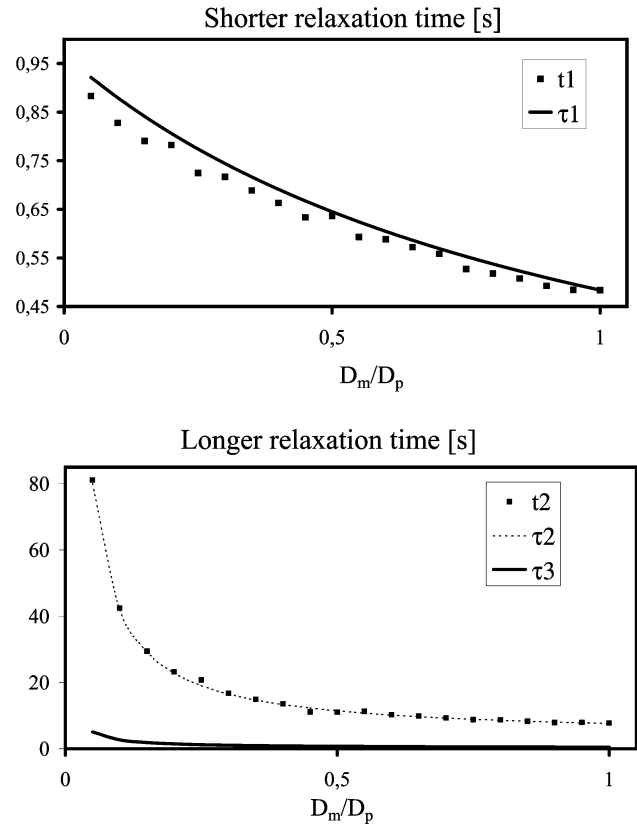 Shorter relaxation time [s]
0,95
0,85
0,75
0,65
0,55
0,45
t1
τ1
0
0,5
1
Dm/Dp
Longer relaxation time [s]
80
60
40
20
0
t2
τ2
τ3
0
0,5
1
Dm/Dp